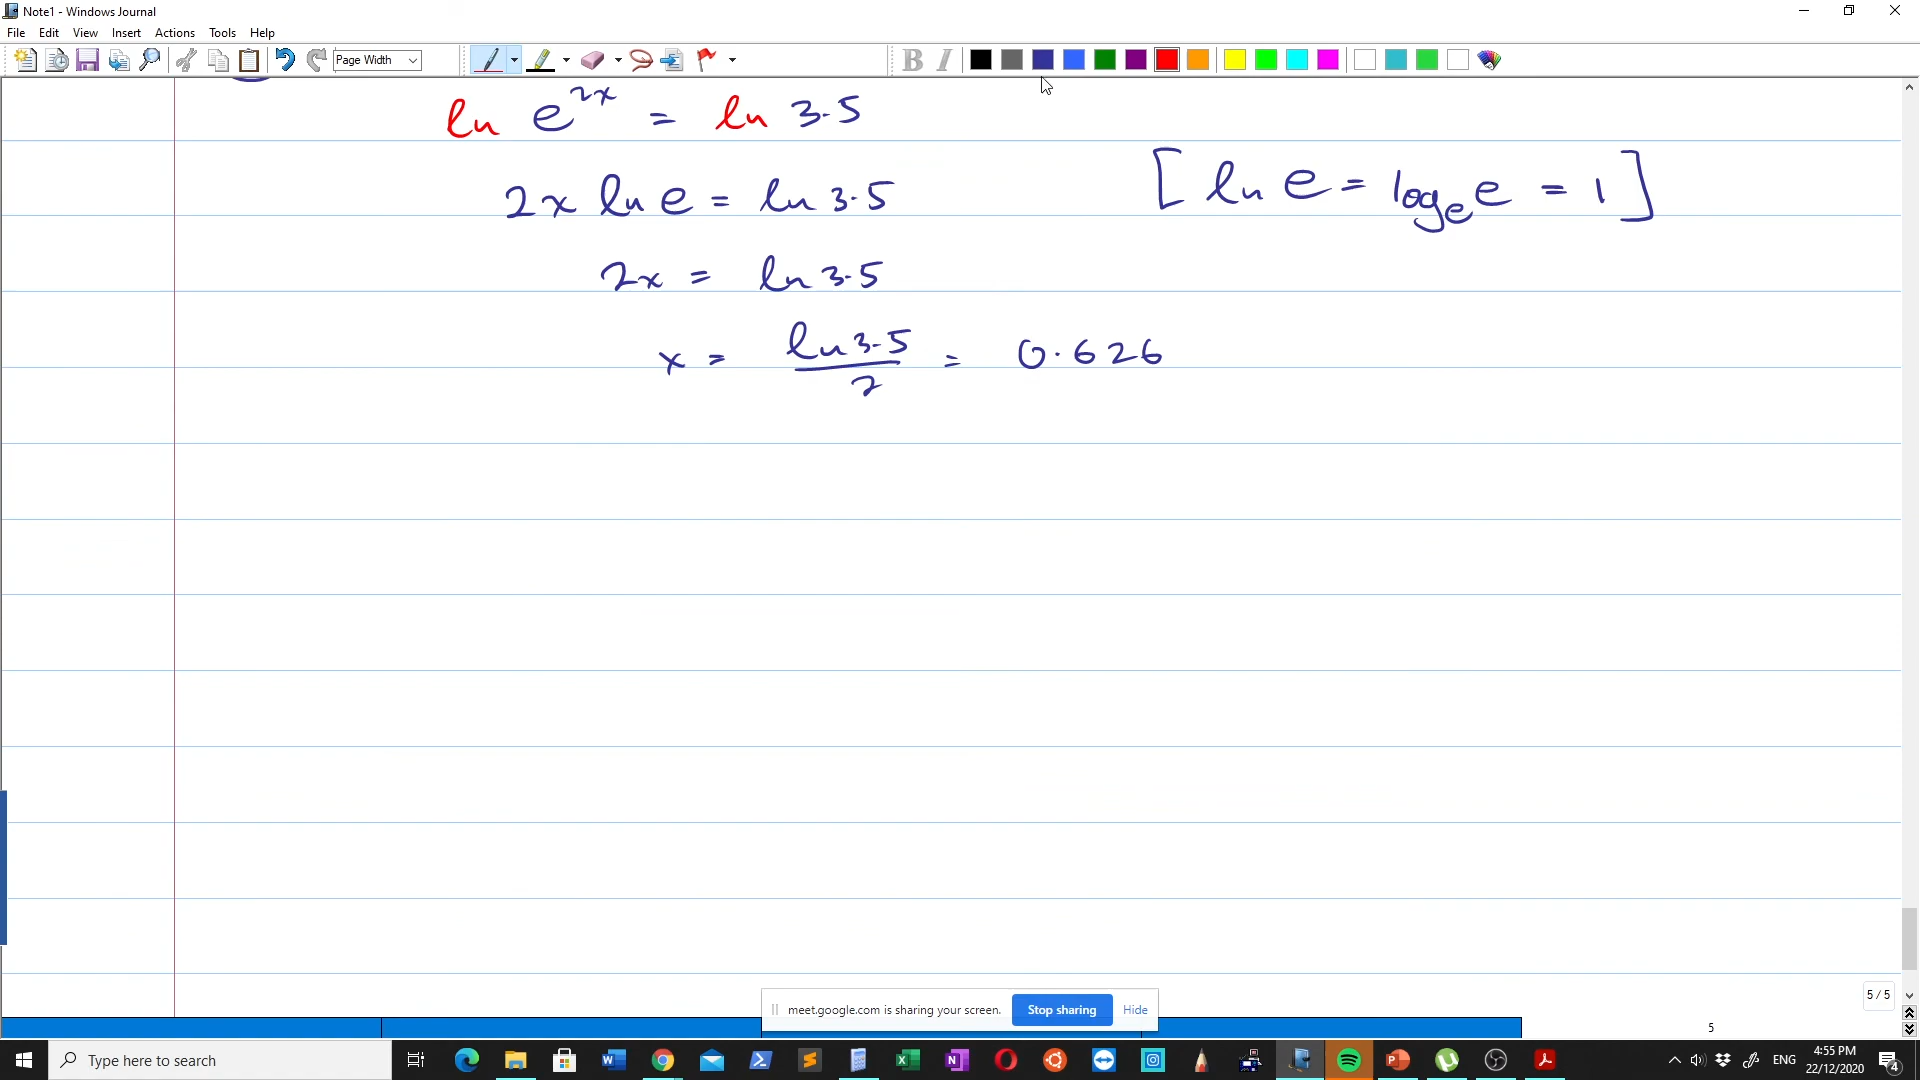 Note1 - Windows Journal
File Edit View Insert Actions Tools Help
Page Width
B I
ln e^2x = ln 3.5
2x ln e = ln 3.5
[ ln e = log_e e = 1 ]
2x = ln 3.5
x = ln 3.5 / 2 = 0.626
5 / 5
meet.google.com is sharing your screen. Stop sharing Hide
5
Type here to search
ENG
4:55 PM
22/12/2020
4